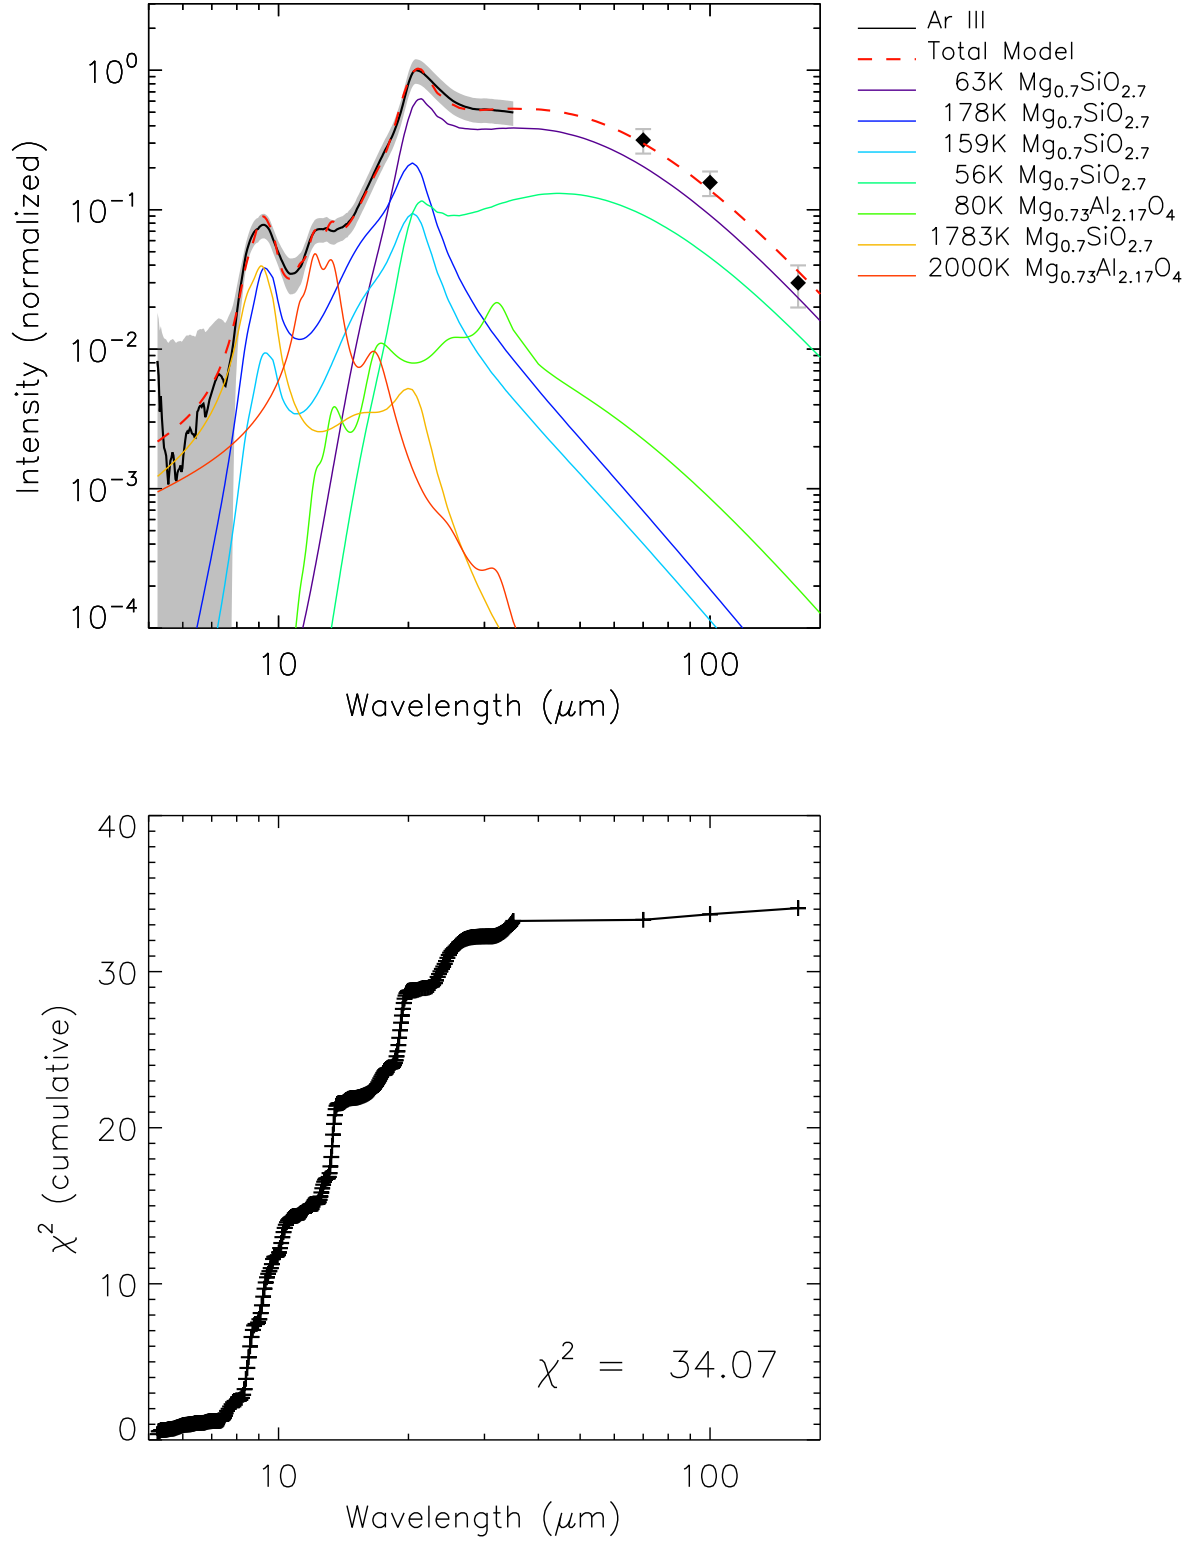 10⁰
10⁻¹
10⁻²
10⁻³
10⁻⁴
Intensity (normalized)
10 100
Wavelength (μm)
Ar III
Total Model
63K Mg₀.₇SiO₂.₇
178K Mg₀.₇SiO₂.₇
159K Mg₀.₇SiO₂.₇
56K Mg₀.₇SiO₂.₇
80K Mg₀.₇₃Al₂.₁₇O₄
1783K Mg₀.₇SiO₂.₇
2000K Mg₀.₇₃Al₂.₁₇O₄
40
30
20
10
0
χ² (cumulative)
χ² = 34.07
10 100
Wavelength (μm)